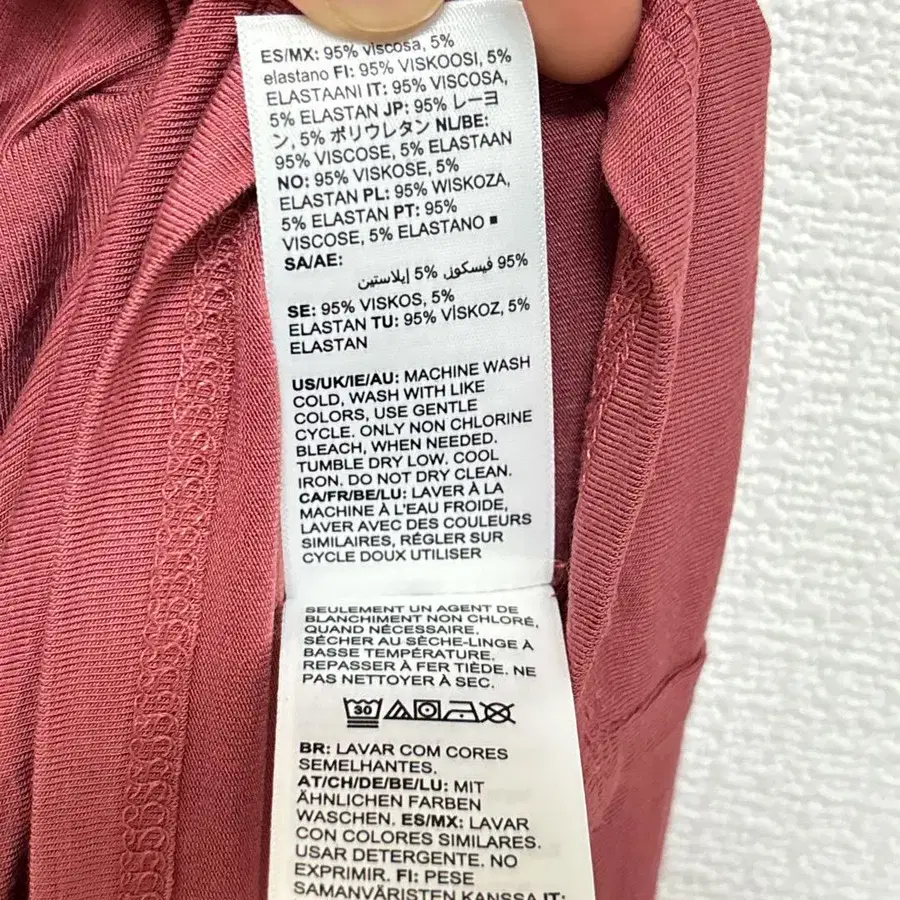 ES/MX: 95% viscosa, 5%
elastano FI: 95% VISKOOSI, 5%
ELASTAANI IT: 95% VISCOSA,
5% ELASTAN JP: 95% レーヨ
ン, 5% ポリウレタン NL/BE:
95% VISCOSE, 5% ELASTAAN
NO: 95% VISKOSE, 5%
ELASTAN PL: 95% WISKOZA,
5% ELASTAN PT: 95%
VISCOSE, 5% ELASTANO ■
SA/AE:
95% فيسكوز, 5% إيلاستين
SE: 95% VISKOS, 5%
ELASTAN TU: 95% VİSKOZ, 5%
ELASTAN
US/UK/IE/AU: MACHINE WASH
COLD, WASH WITH LIKE
COLORS, USE GENTLE
CYCLE. ONLY NON CHLORINE
BLEACH, WHEN NEEDED.
TUMBLE DRY LOW. COOL
IRON. DO NOT DRY CLEAN.
CA/FR/BE/LU: LAVER À LA
MACHINE À L'EAU FROIDE,
LAVER AVEC DES COULEURS
SIMILAIRES, RÉGLER SUR
CYCLE DOUX UTILISER
SEULEMENT UN AGENT DE
BLANCHIMENT NON CHLORÉ,
QUAND NÉCESSAIRE.
SÉCHER AU SÈCHE-LINGE À
BASSE TEMPÉRATURE.
REPASSER À FER TIÈDE. NE
PAS NETTOYER À SEC.
30
BR: LAVAR COM CORES
SEMELHANTES.
AT/CH/DE/BE/LU: MIT
ÄHNLICHEN FARBEN
WASCHEN. ES/MX: LAVAR
CON COLORES SIMILARES.
USAR DETERGENTE. NO
EXPRIMIR. FI: PESE
SAMANVÄRISTEN KANSSA IT: